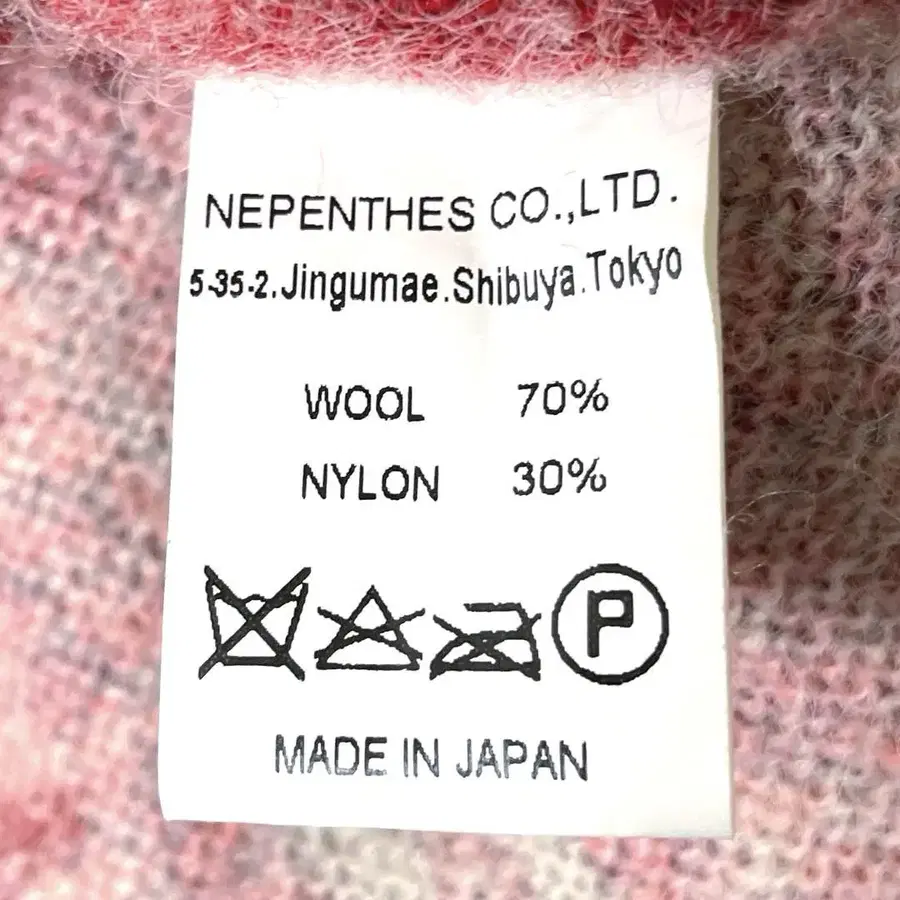 NEPENTHES CO.,LTD.
5-35-2.Jingumae.Shibuya.Tokyo
WOOL 70%
NYLON 30%
P
MADE IN JAPAN